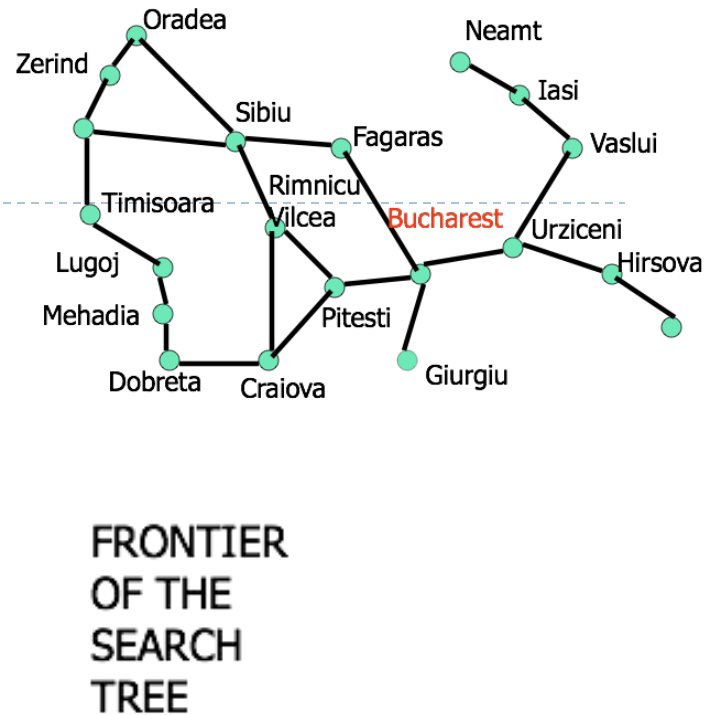 Oradea
Neamt
Zerind
Iasi
Sibiu
Fagaras
Vaslui
Rimnicu
Vilcea
Timisoara
Bucharest
Urziceni
Lugoj
Hirsova
Mehadia
Pitesti
Dobreta
Craiova
Giurgiu
FRONTIER
OF THE
SEARCH
TREE